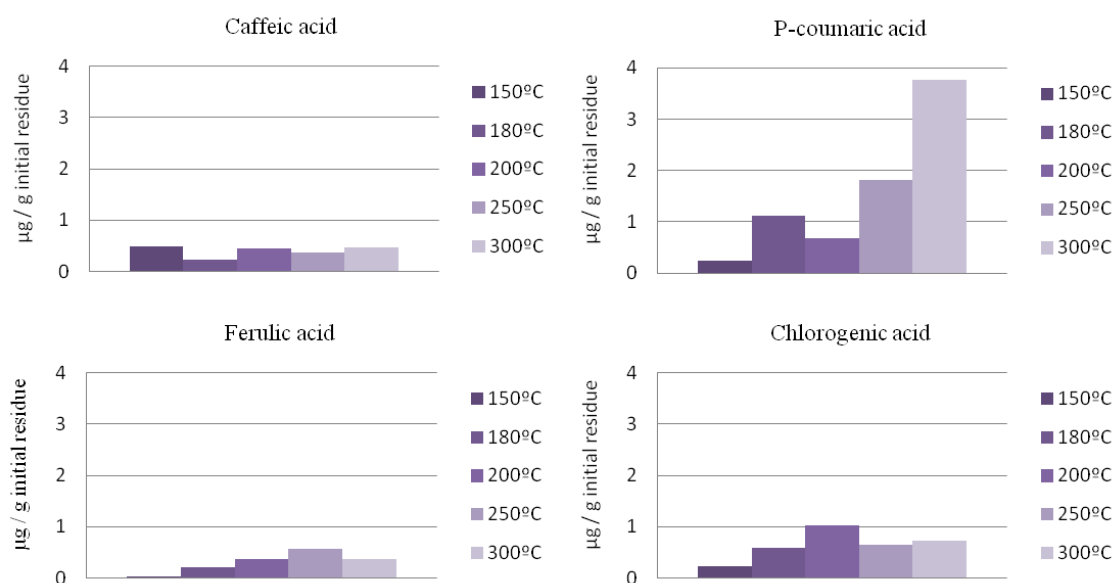 Caffeic acid
µg / g initial residue
4
3
2
1
0
150ºC
180ºC
200ºC
250ºC
300ºC
P-coumaric acid
µg / g initial residue
4
3
2
1
0
150ºC
180ºC
200ºC
250ºC
300ºC
Ferulic acid
µg / g initial residue
4
3
2
1
0
150ºC
180ºC
200ºC
250ºC
300ºC
Chlorogenic acid
µg / g initial residue
4
3
2
1
0
150ºC
180ºC
200ºC
250ºC
300ºC